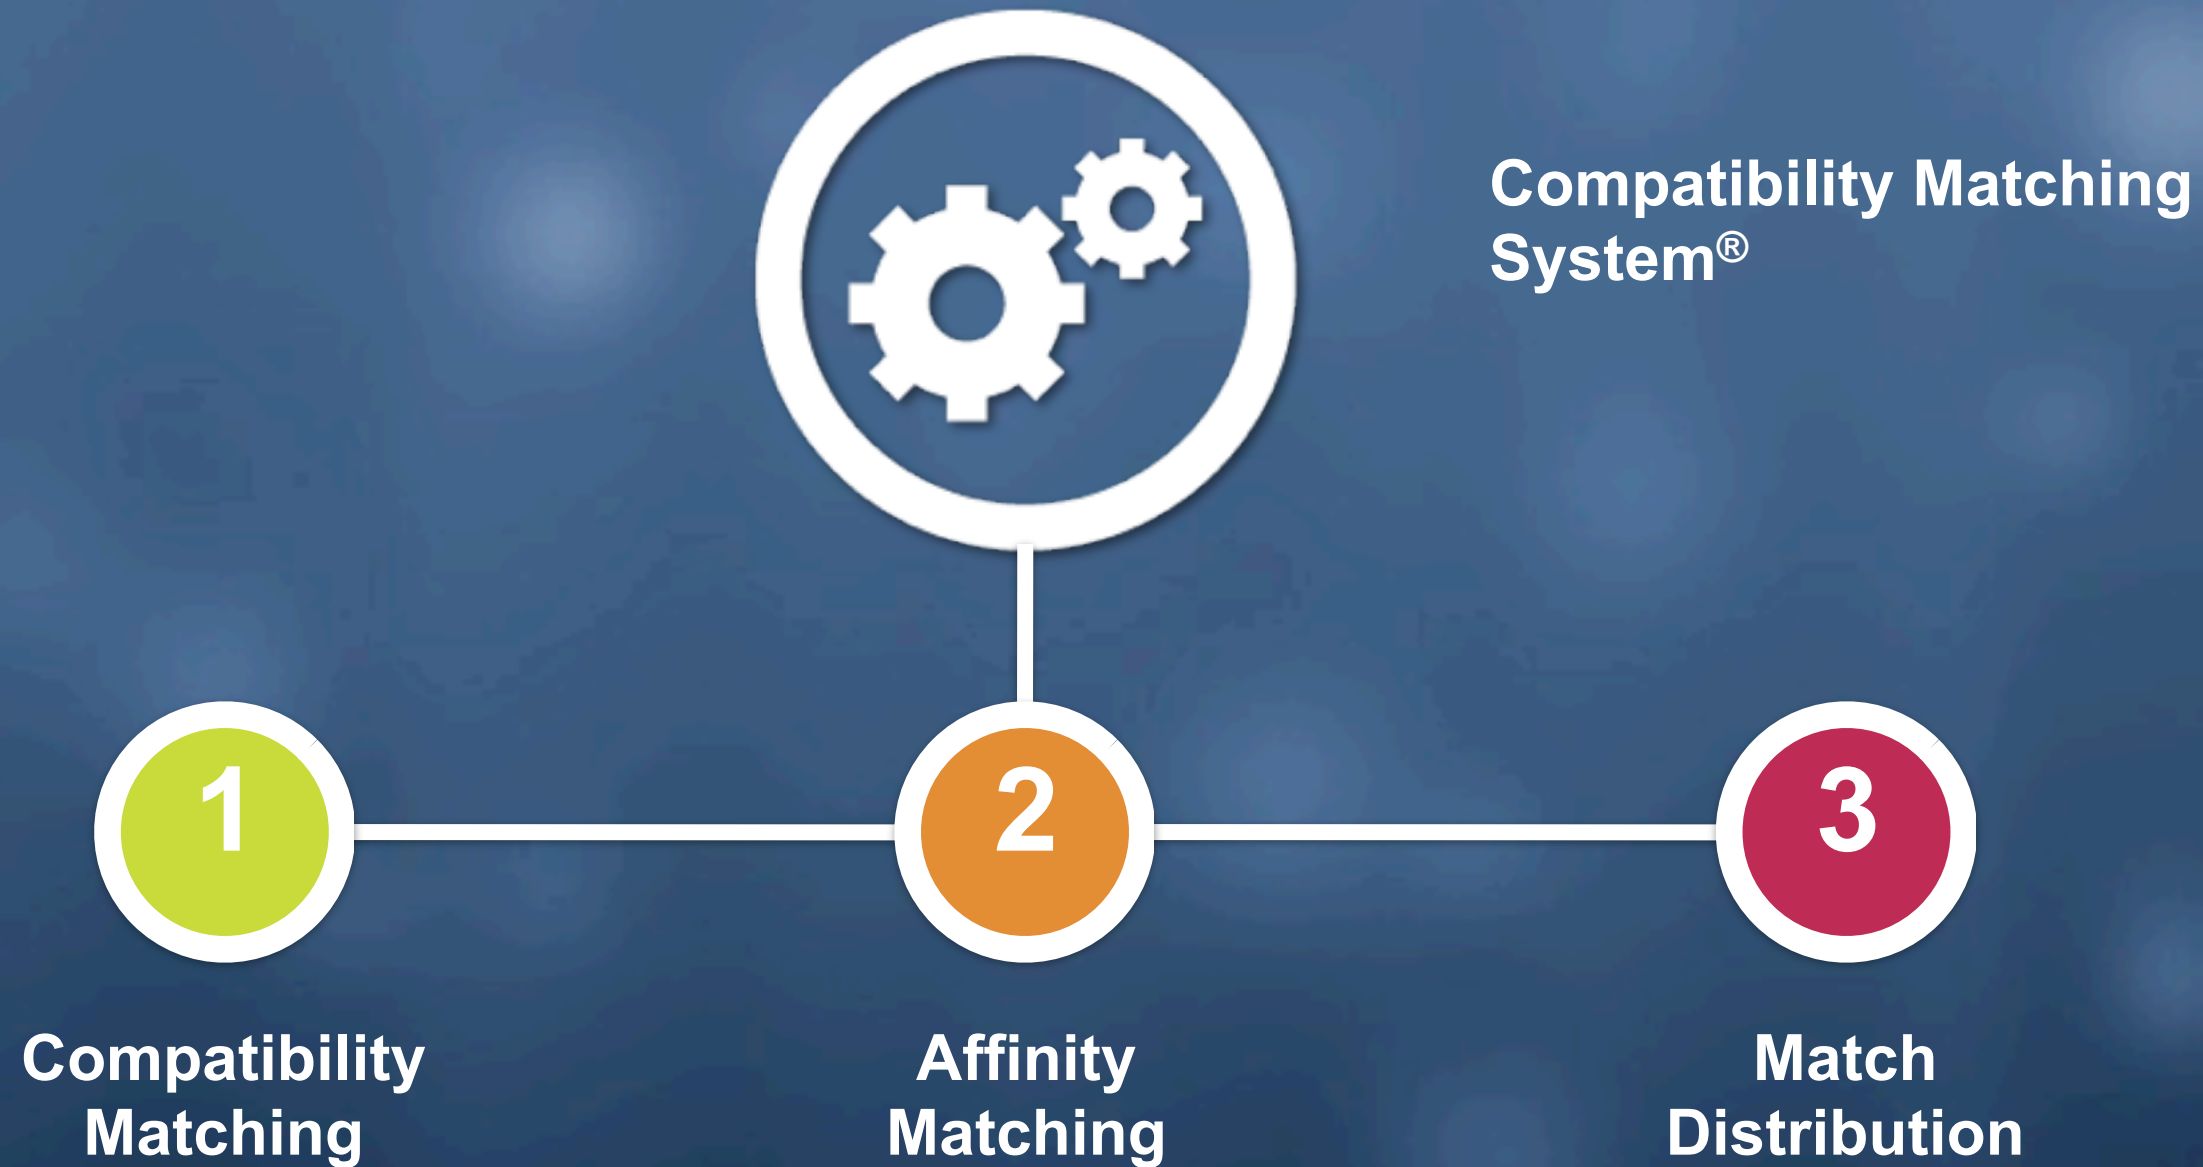 Compatibility Matching
System®
1
2
3
Compatibility
Matching
Affinity
Matching
Match
Distribution